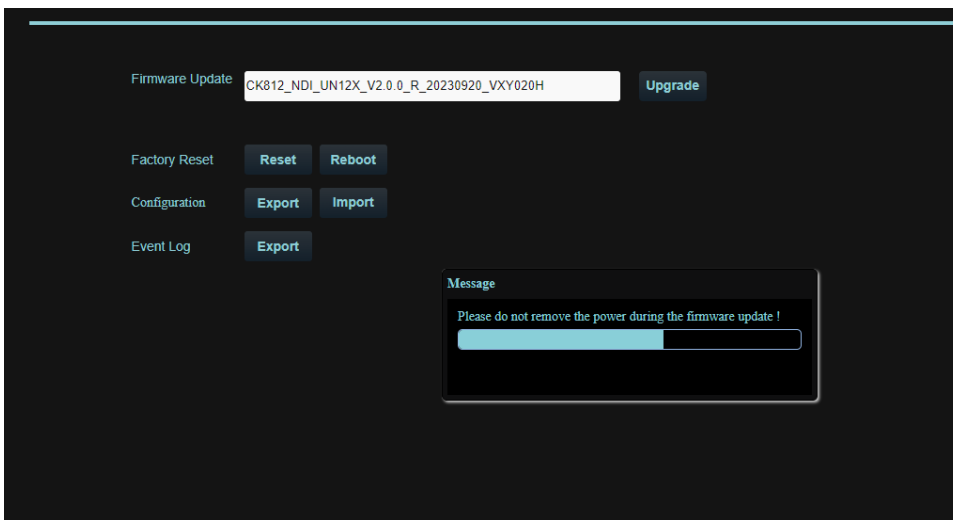 Firmware Update CK812_NDI_UN12X_V2.0.0_R_20230920_VXY020H Upgrade
Factory Reset Reset Reboot
Configuration Export Import
Event Log Export
Message
Please do not remove the power during the firmware update !